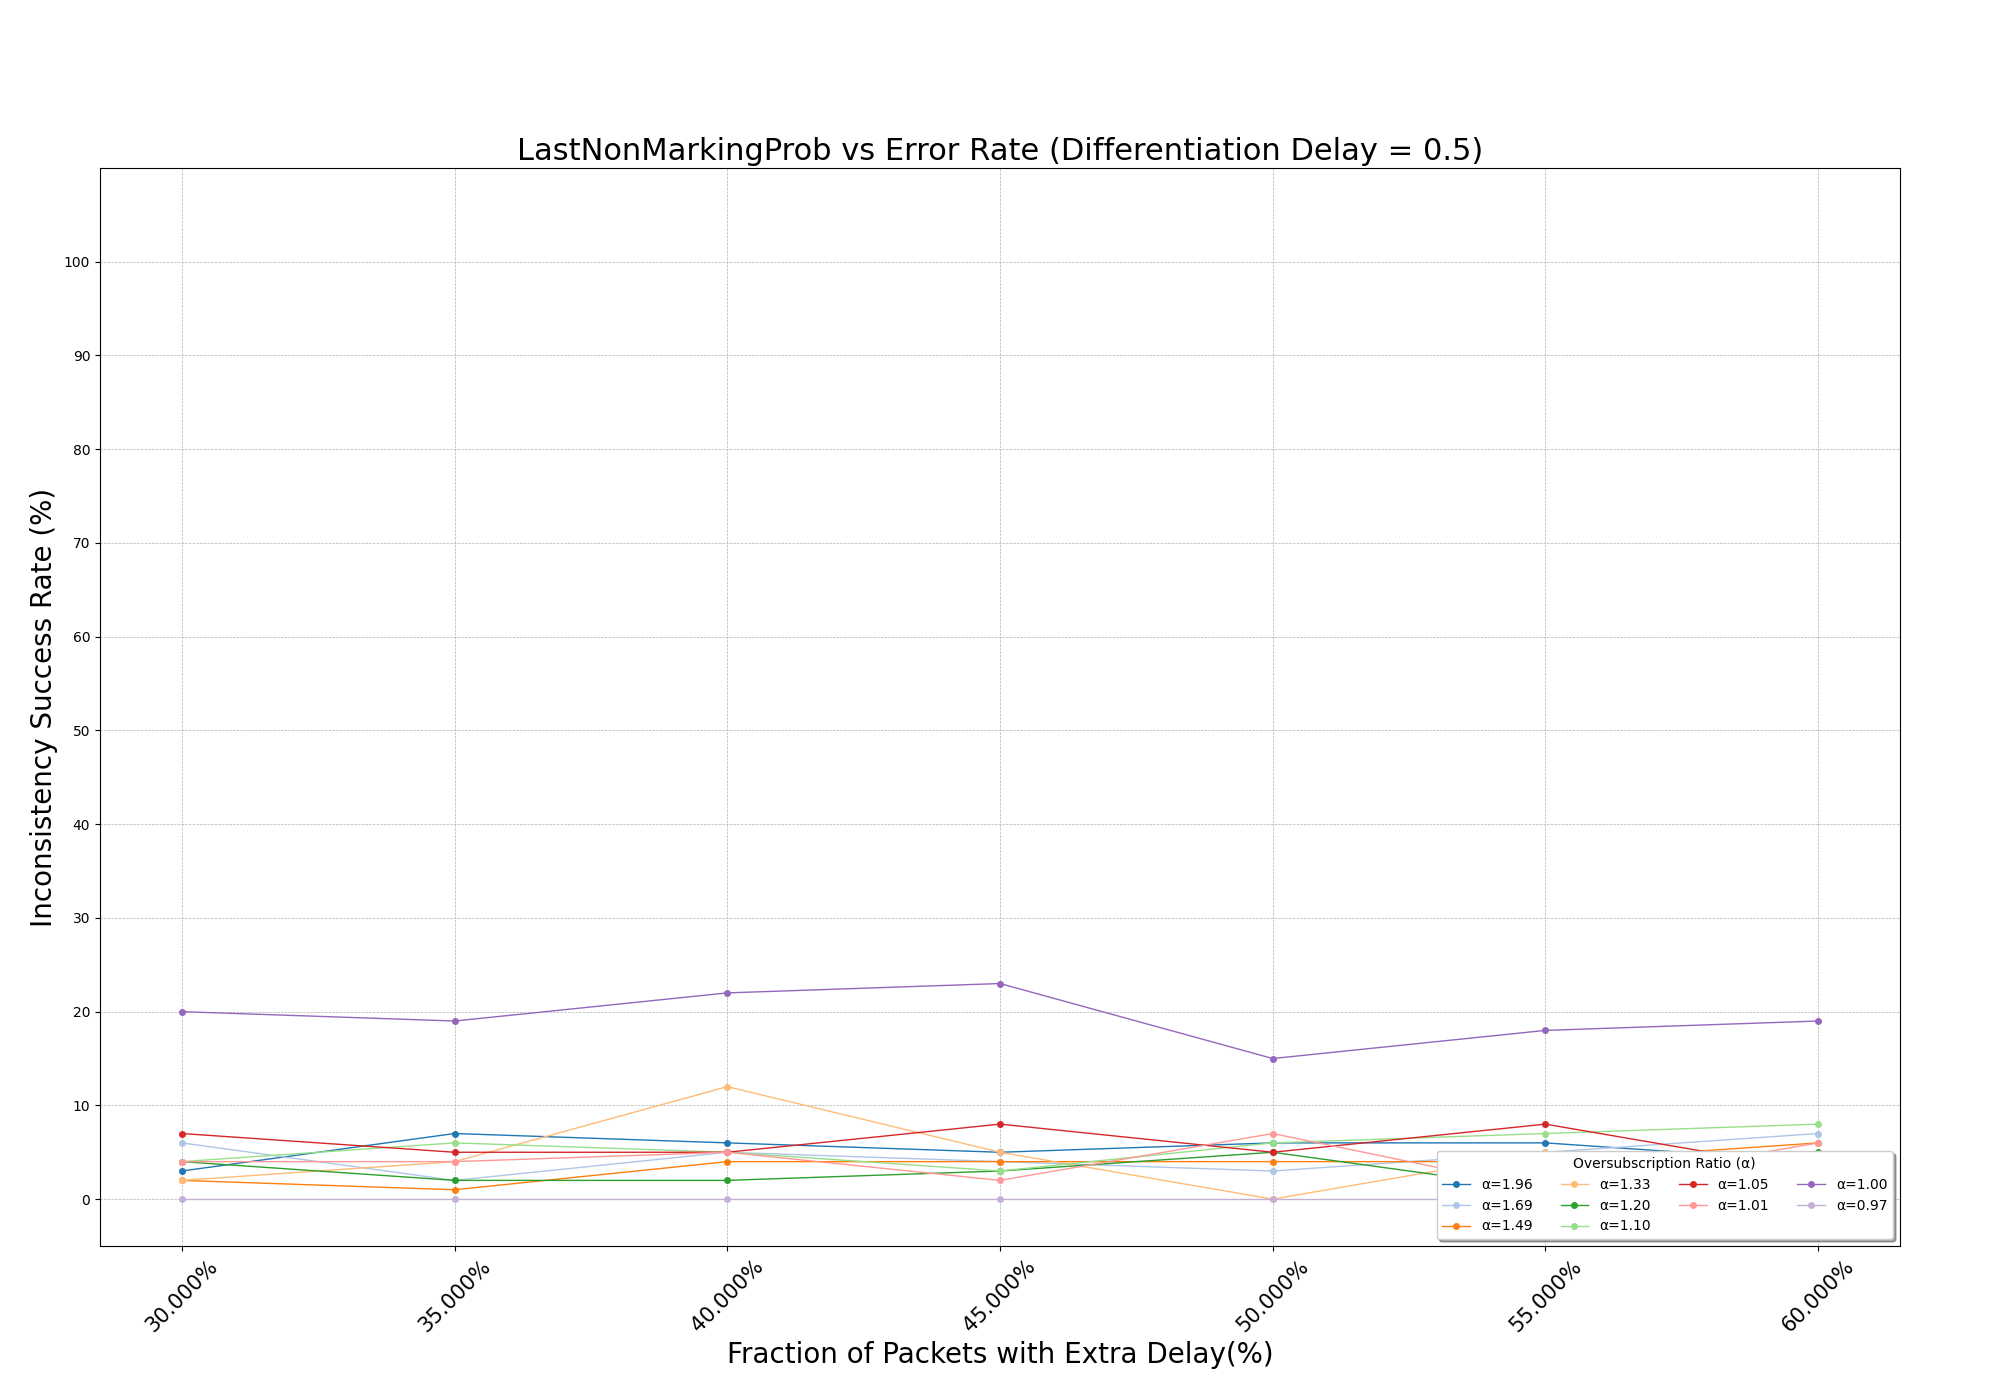 LastNonMarkingProb vs Error Rate (Differentiation Delay = 0.5)
Inconsistency Success Rate (%)
100
90
80
70
60
50
40
30
20
10
0
Oversubscription Ratio (α)
α=1.96 α=1.33 α=1.05 α=1.00
α=1.69 α=1.20 α=1.01 α=0.97
α=1.49 α=1.10
30.000% 35.000% 40.000% 45.000% 50.000% 55.000% 60.000%
Fraction of Packets with Extra Delay(%)